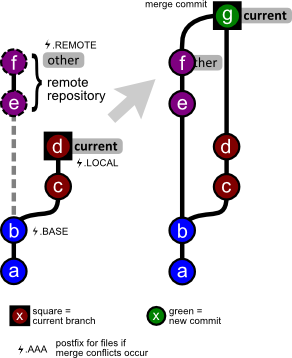 merge commit
g current
⚡.REMOTE
f other
remote
repository
e
f other
e
d current
⚡.LOCAL
c
d
c
b ⚡.BASE
a
b
a
x square =
current branch
x green =
new commit
⚡.AAA postfix for files if
merge conflicts occur